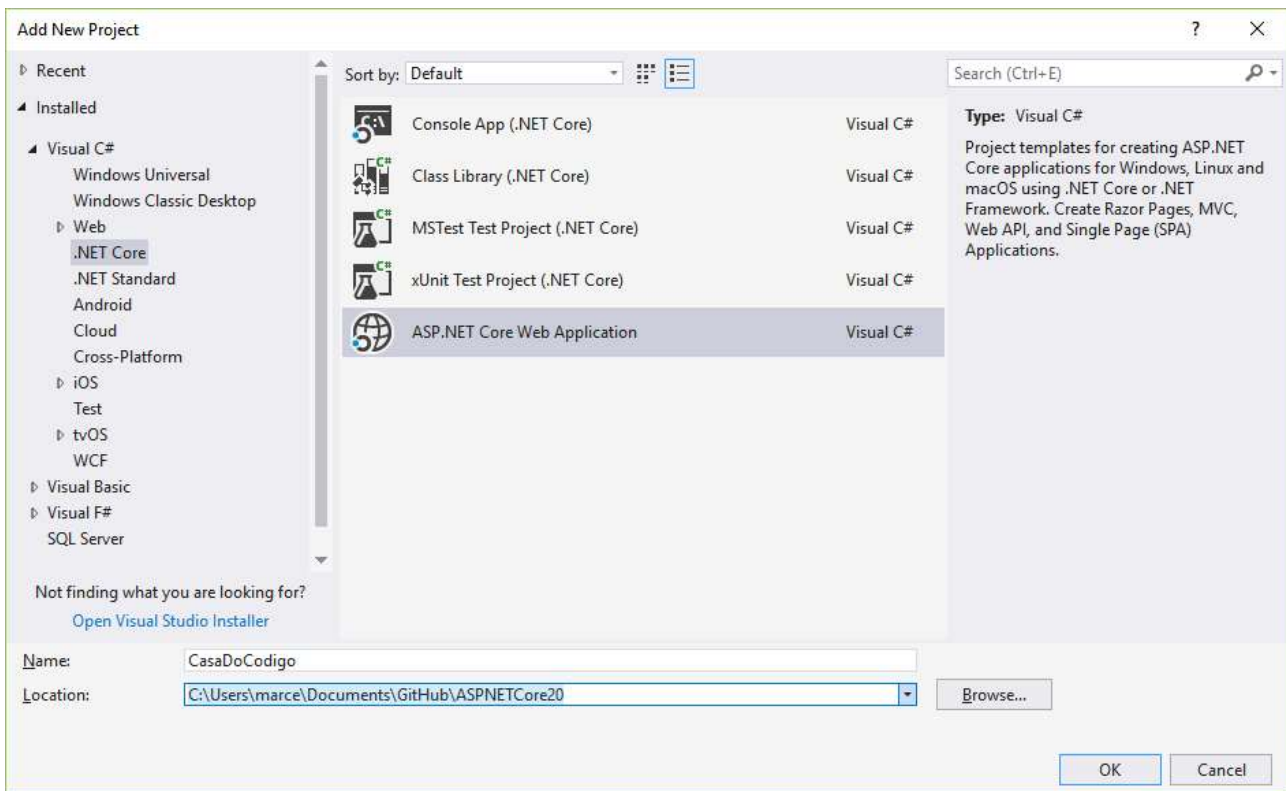 Add New Project
?
Recent
Installed
Visual C#
Windows Universal
Windows Classic Desktop
Web
.NET Core
.NET Standard
Android
Cloud
Cross-Platform
iOS
Test
tvOS
WCF
Visual Basic
Visual F#
SQL Server
Not finding what you are looking for?
Open Visual Studio Installer
Sort by: Default
Console App (.NET Core) Visual C#
Class Library (.NET Core) Visual C#
MSTest Test Project (.NET Core) Visual C#
xUnit Test Project (.NET Core) Visual C#
ASP.NET Core Web Application Visual C#
Search (Ctrl+E)
Type: Visual C#
Project templates for creating ASP.NET
Core applications for Windows, Linux and
macOS using .NET Core or .NET
Framework. Create Razor Pages, MVC,
Web API, and Single Page (SPA)
Applications.
Name: CasaDoCodigo
Location: C:\Users\marce\Documents\GitHub\ASPNETCore20
Browse...
OK Cancel